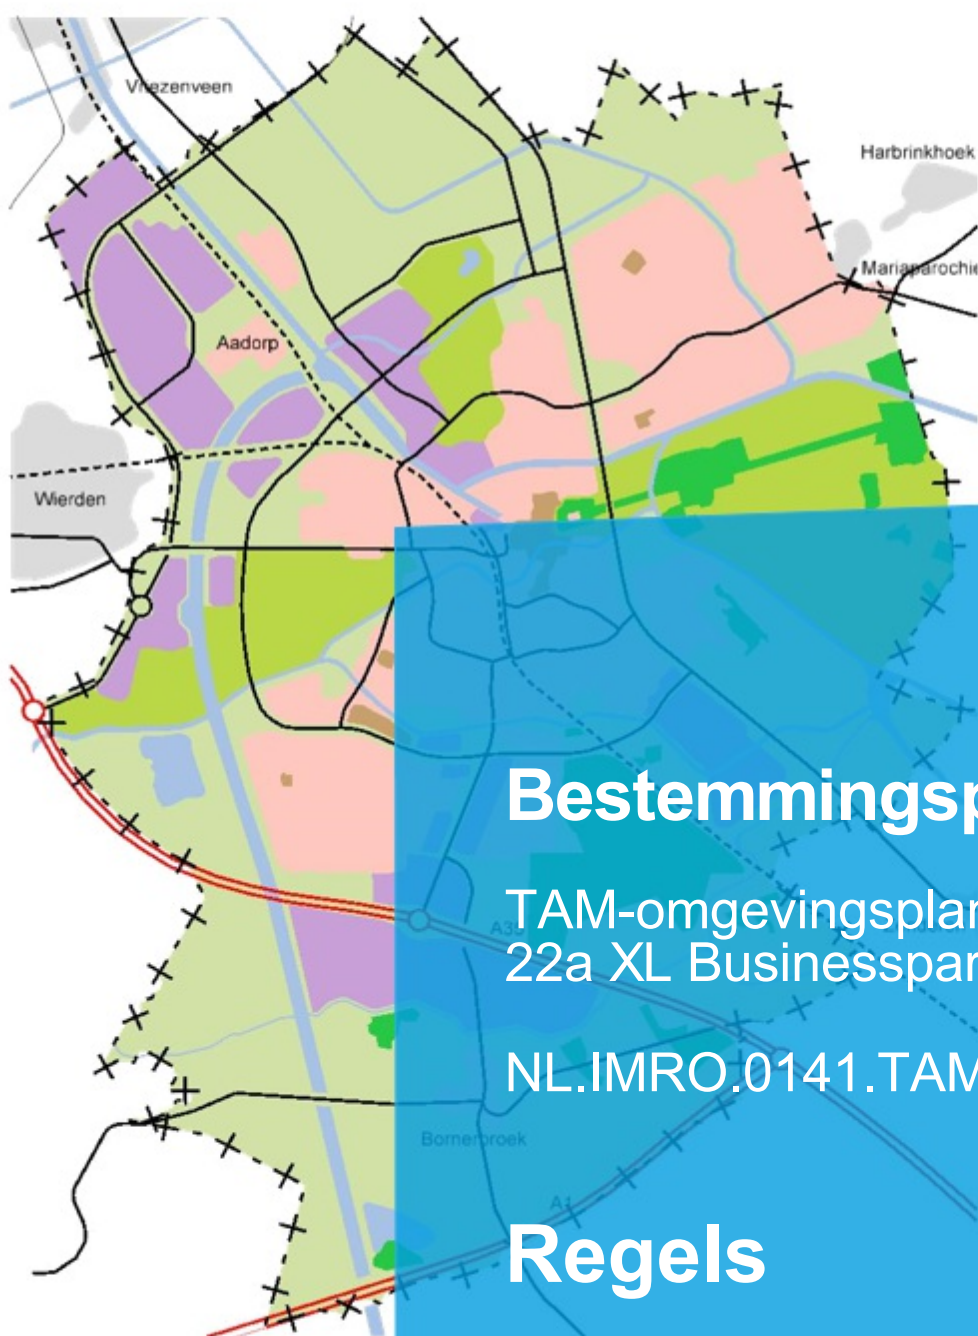 Vriezenveen
Harbrinkhoek
Mariaparochie
Aadorp
Wierden
Bestemmingsp
TAM-omgevingsplan
A35
22a XL Businesspar
NL.IMRO.0141.TAM
Bornerbroek
A1
Regels